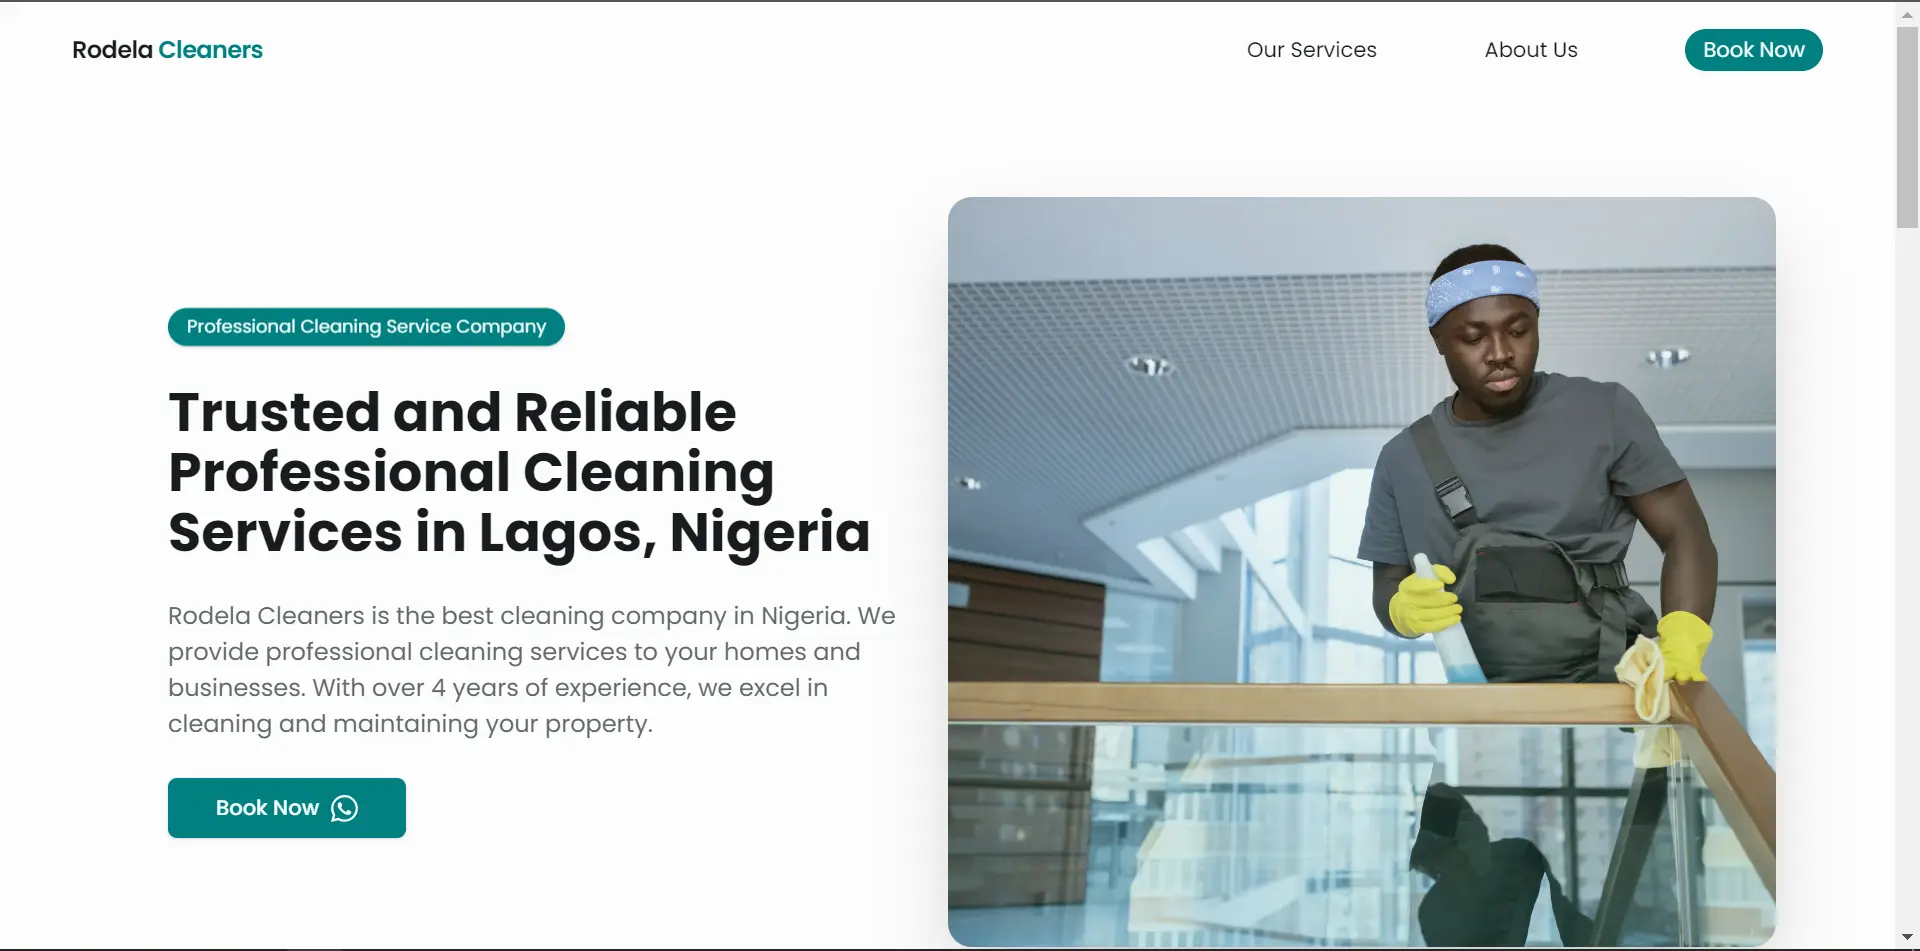 Rodela Cleaners
Our Services
About Us
Book Now
Professional Cleaning Service Company
Trusted and Reliable
Professional Cleaning
Services in Lagos, Nigeria
Rodela Cleaners is the best cleaning company in Nigeria. We
provide professional cleaning services to your homes and
businesses. With over 4 years of experience, we excel in
cleaning and maintaining your property.
Book Now